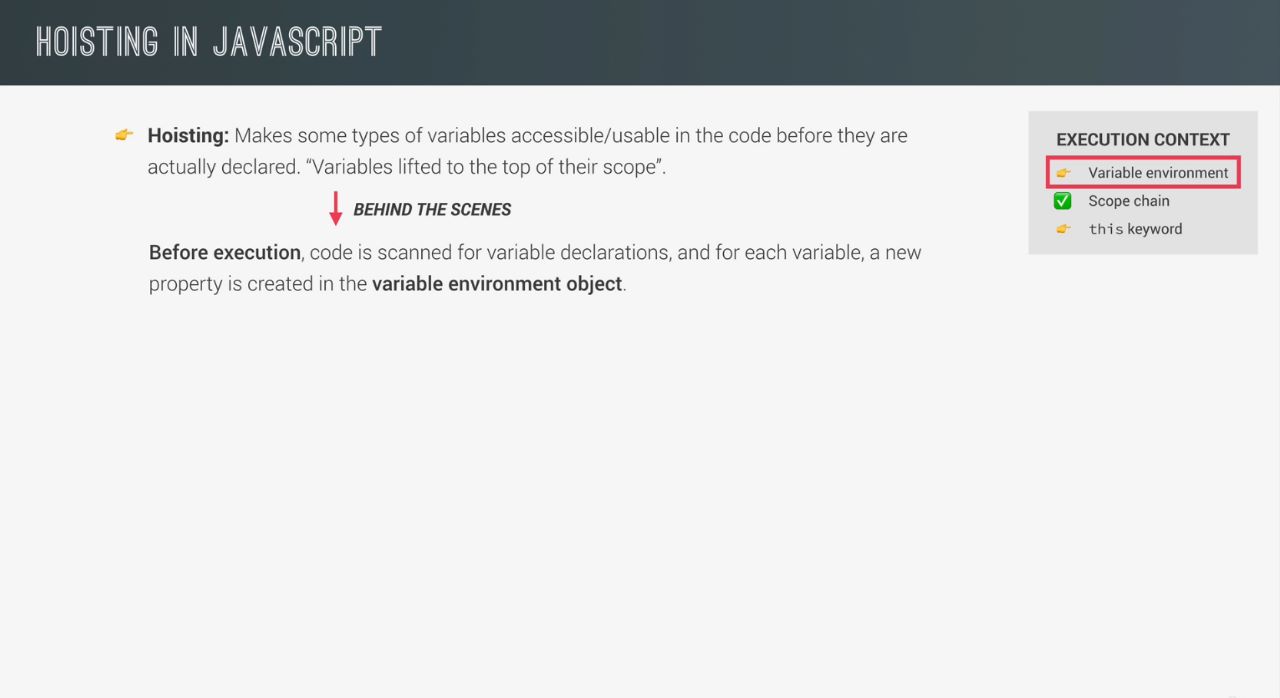 HOISTING IN JAVASCRIPT
Hoisting: Makes some types of variables accessible/usable in the code before they are
actually declared. “Variables lifted to the top of their scope”.
BEHIND THE SCENES
Before execution, code is scanned for variable declarations, and for each variable, a new
property is created in the variable environment object.
EXECUTION CONTEXT
Variable environment
Scope chain
this keyword